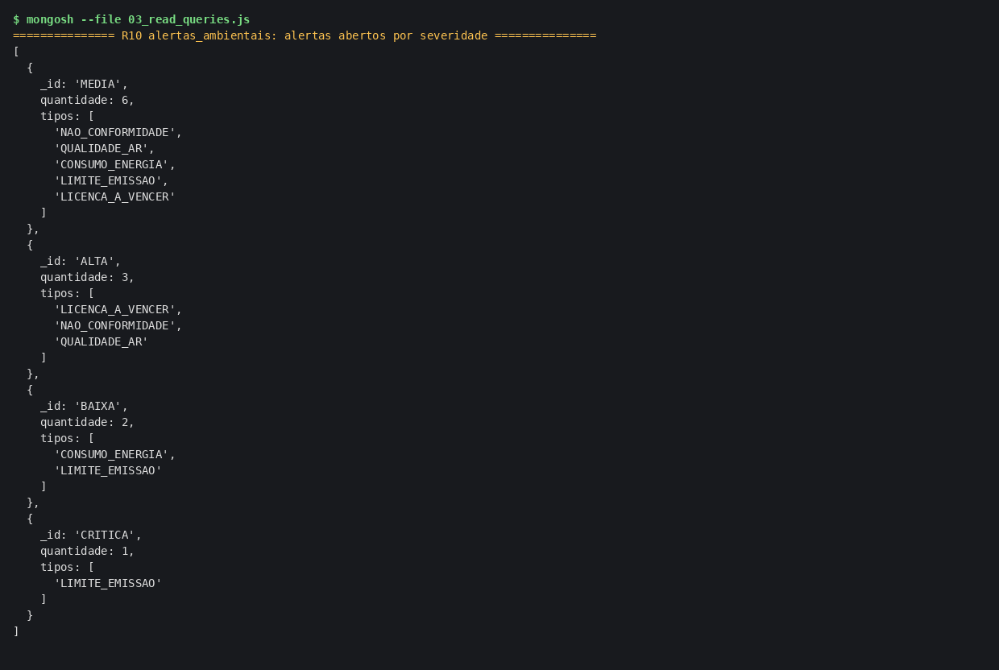 $ mongosh --file 03_read_queries.js
=============== R10 alertas_ambientais: alertas abertos por severidade ===============
[
  {
    _id: 'MEDIA',
    quantidade: 6,
    tipos: [
      'NAO_CONFORMIDADE',
      'QUALIDADE_AR',
      'CONSUMO_ENERGIA',
      'LIMITE_EMISSAO',
      'LICENCA_A_VENCER'
    ]
  },
  {
    _id: 'ALTA',
    quantidade: 3,
    tipos: [
      'LICENCA_A_VENCER',
      'NAO_CONFORMIDADE',
      'QUALIDADE_AR'
    ]
  },
  {
    _id: 'BAIXA',
    quantidade: 2,
    tipos: [
      'CONSUMO_ENERGIA',
      'LIMITE_EMISSAO'
    ]
  },
  {
    _id: 'CRITICA',
    quantidade: 1,
    tipos: [
      'LIMITE_EMISSAO'
    ]
  }
]